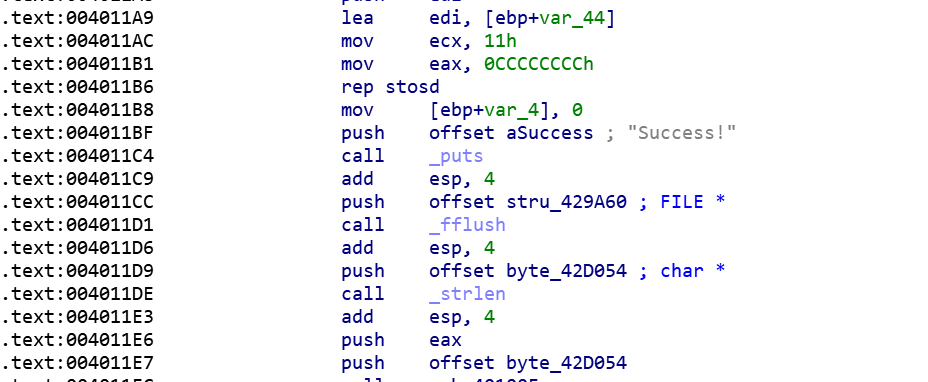 .text:004011A9 lea edi, [ebp+var_44]
.text:004011AC mov ecx, 11h
.text:004011B1 mov eax, 0CCCCCCCCh
.text:004011B6 rep stosd
.text:004011B8 mov [ebp+var_4], 0
.text:004011BF push offset aSuccess ; "Success!"
.text:004011C4 call _puts
.text:004011C9 add esp, 4
.text:004011CC push offset stru_429A60 ; FILE *
.text:004011D1 call _fflush
.text:004011D6 add esp, 4
.text:004011D9 push offset byte_42D054 ; char *
.text:004011DE call _strlen
.text:004011E3 add esp, 4
.text:004011E6 push eax
.text:004011E7 push offset byte_42D054